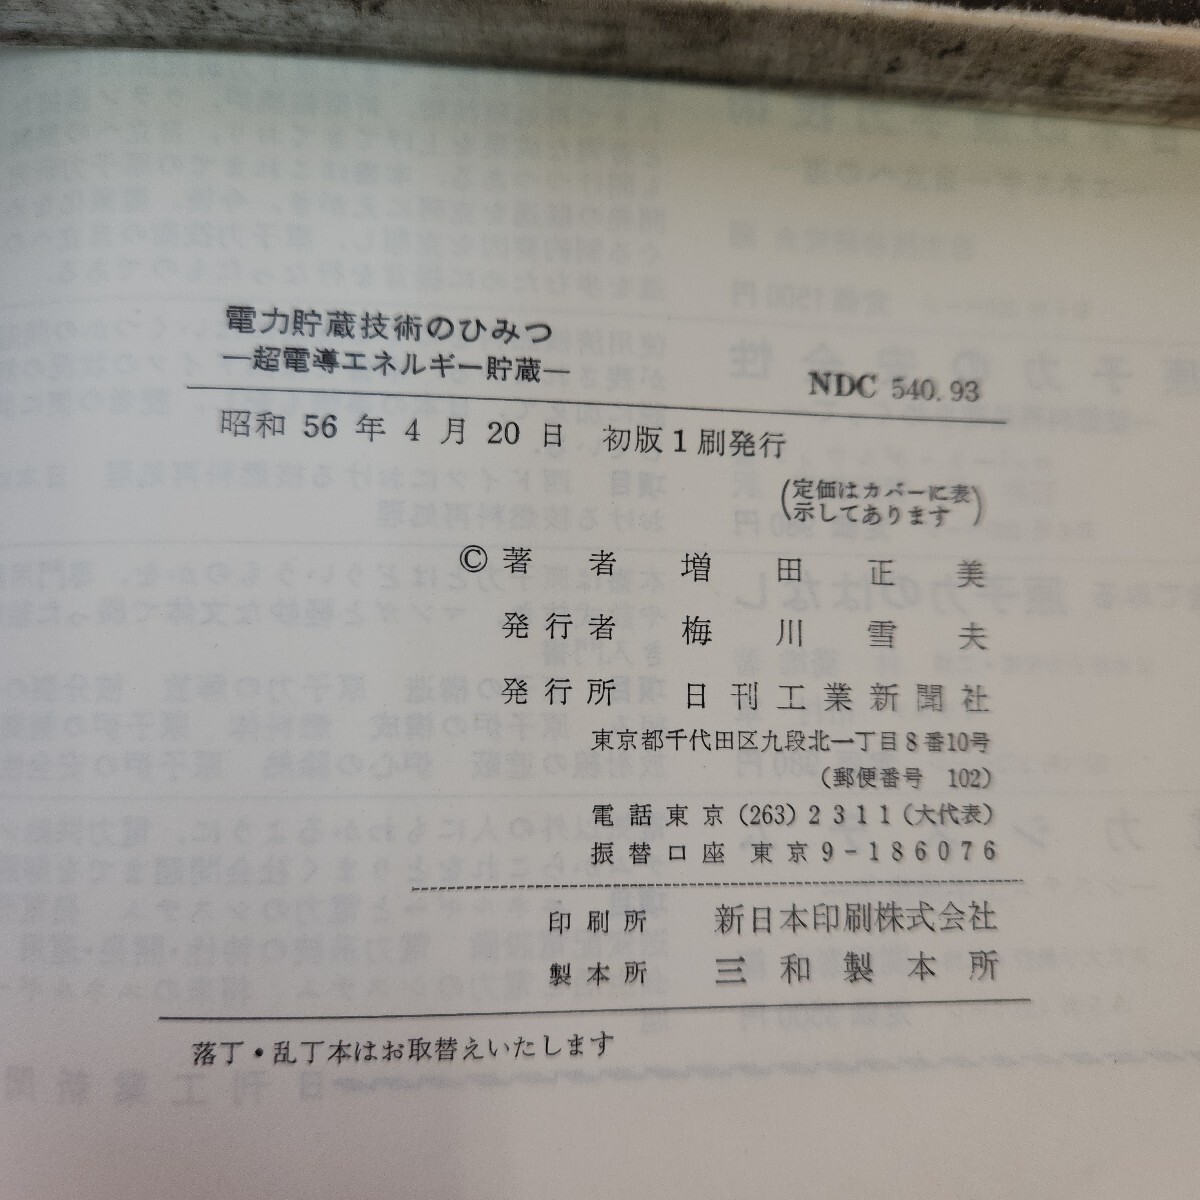 電力貯蔵技術のひみつ
―超電導エネルギー貯蔵―
NDC 540.93
昭和 56 年 4 月 20 日　初版 1 刷発行
(定価はカバーに表
示してあります)
© 著者　増田正美
発行者　梅川雪夫
発行所　日刊工業新聞社
東京都千代田区九段北一丁目8番10号
(郵便番号　102)
電話東京 (263) 2311 (大代表)
振替口座　東京 9-186076
印刷所　新日本印刷株式会社
製本所　三和製本所
落丁・乱丁本はお取替えいたします